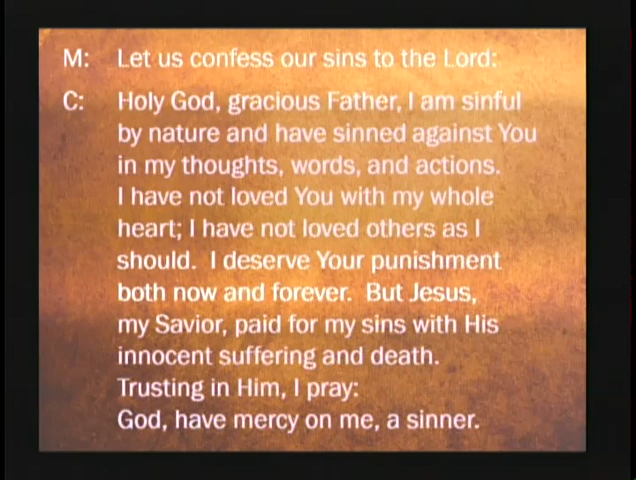 M: Let us confess our sins to the Lord:
C: Holy God, gracious Father, I am sinful
by nature and have sinned against You
in my thoughts, words, and actions.
I have not loved You with my whole
heart; I have not loved others as I
should. I deserve Your punishment
both now and forever. But Jesus,
my Savior, paid for my sins with His
innocent suffering and death.
Trusting in Him, I pray:
God, have mercy on me, a sinner.